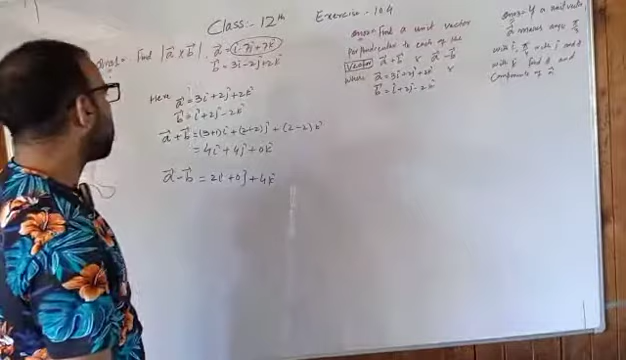 Class:- 12th
Exercise- 10.4
Find |a⃗ x b⃗|, a⃗ = i-7j+7k
b⃗ = 3i-2j+2k
Here a⃗ = 3i+2j+2k
b⃗ = i+2j-2k
a⃗+b⃗ = (3+1)i+(2+2)j+(2-2)k
= 4i+4j+0k
a⃗-b⃗ = 2i+0j+4k
Find a unit vector
Perpendicular to each of the
Vector a⃗+b⃗ & a⃗-b⃗
where a⃗=3i+2j+2k &
b⃗=i+2j-2k
If a unit vector
a⃗ makes angle π/3
with i, π/4 with j and θ
with k find θ and
Components of a⃗